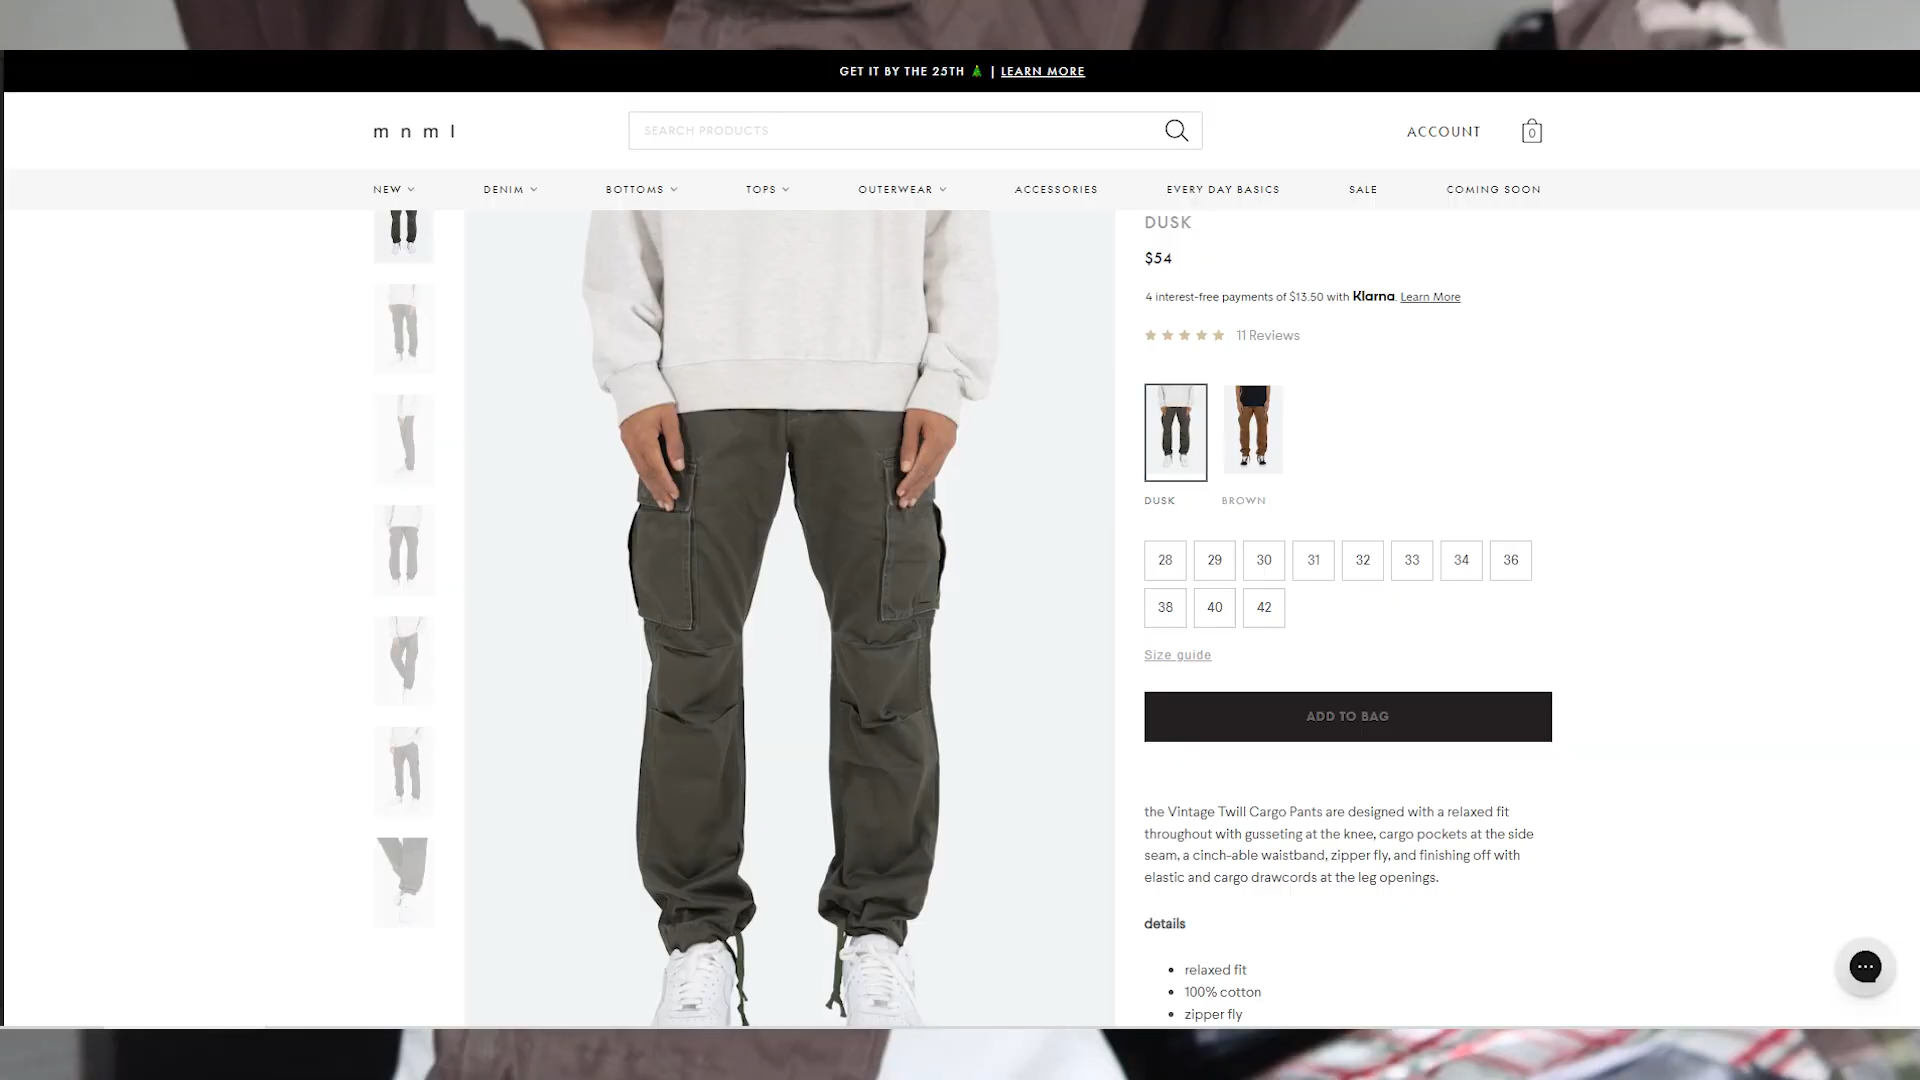 GET IT BY THE 25TH 🎄 | LEARN MORE
mnml
SEARCH PRODUCTS
ACCOUNT
0
NEW
DENIM
BOTTOMS
TOPS
OUTERWEAR
ACCESSORIES
EVERY DAY BASICS
SALE
COMING SOON
DUSK
$54
4 interest-free payments of $13.50 with Klarna. Learn More
11 Reviews
DUSK
BROWN
28 29 30 31 32 33 34 36
38 40 42
Size guide
ADD TO BAG
the Vintage Twill Cargo Pants are designed with a relaxed fit
throughout with gusseting at the knee, cargo pockets at the side
seam, a cinch-able waistband, zipper fly, and finishing off with
elastic and cargo drawcords at the leg openings.
details
• relaxed fit
• 100% cotton
• zipper fly